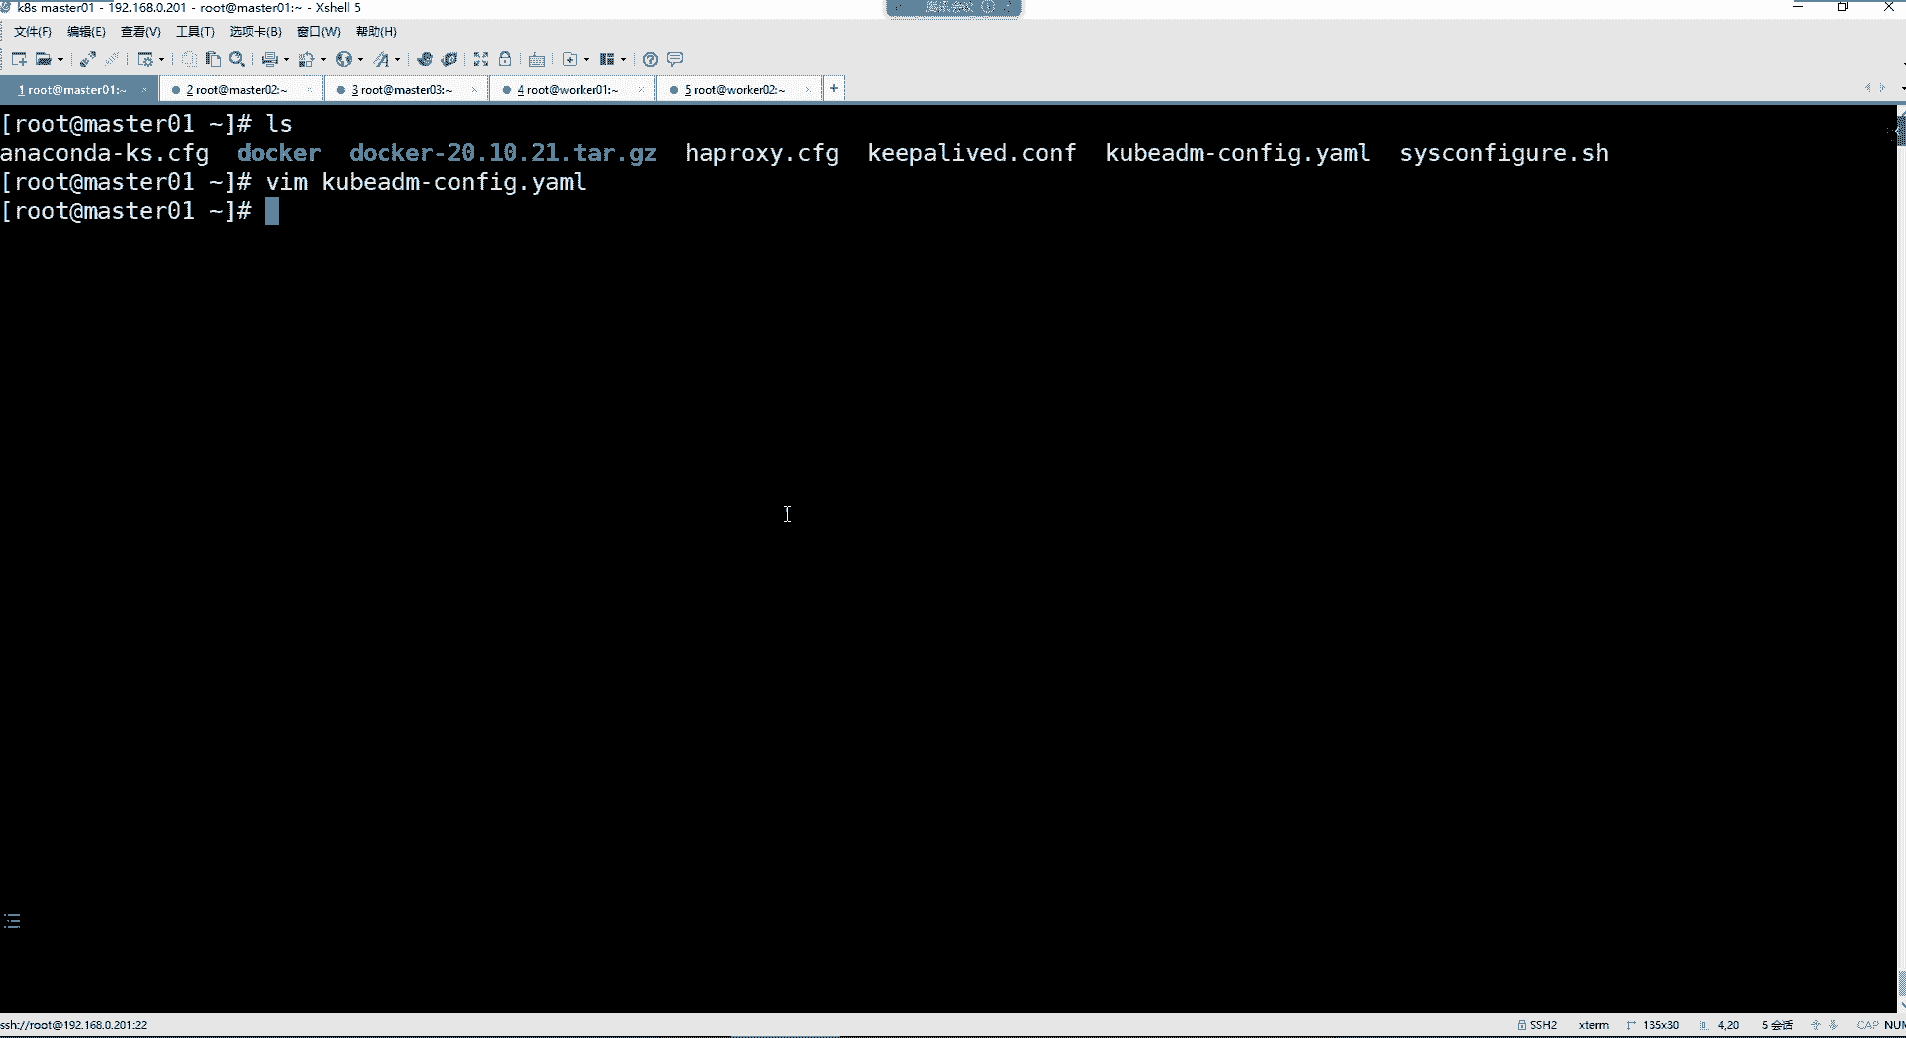 k8s master01 - 192.168.0.201 - root@master01:~ - Xshell 5
文件(F) 编辑(E) 查看(V) 工具(T) 选项卡(B) 窗口(W) 帮助(H)
1 root@master01:~ 2 root@master02:~ 3 root@master03:~ 4 root@worker01:~ 5 root@worker02:~
[root@master01 ~]# ls
anaconda-ks.cfg docker docker-20.10.21.tar.gz haproxy.cfg keepalived.conf kubeadm-config.yaml sysconfigure.sh
[root@master01 ~]# vim kubeadm-config.yaml
[root@master01 ~]#
ssh://root@192.168.0.201:22 SSH2 xterm 135x30 4,20 5 会话 CAP NUM